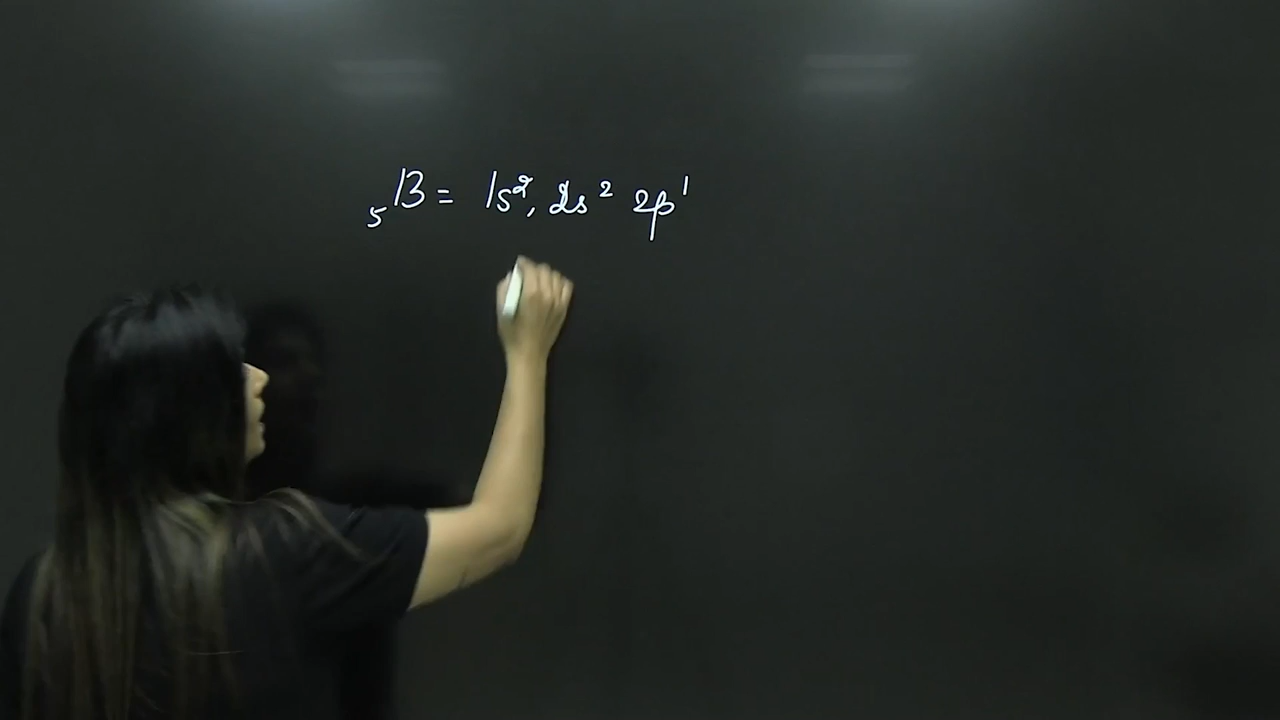 ₅B = 1s², 2s² 2p¹